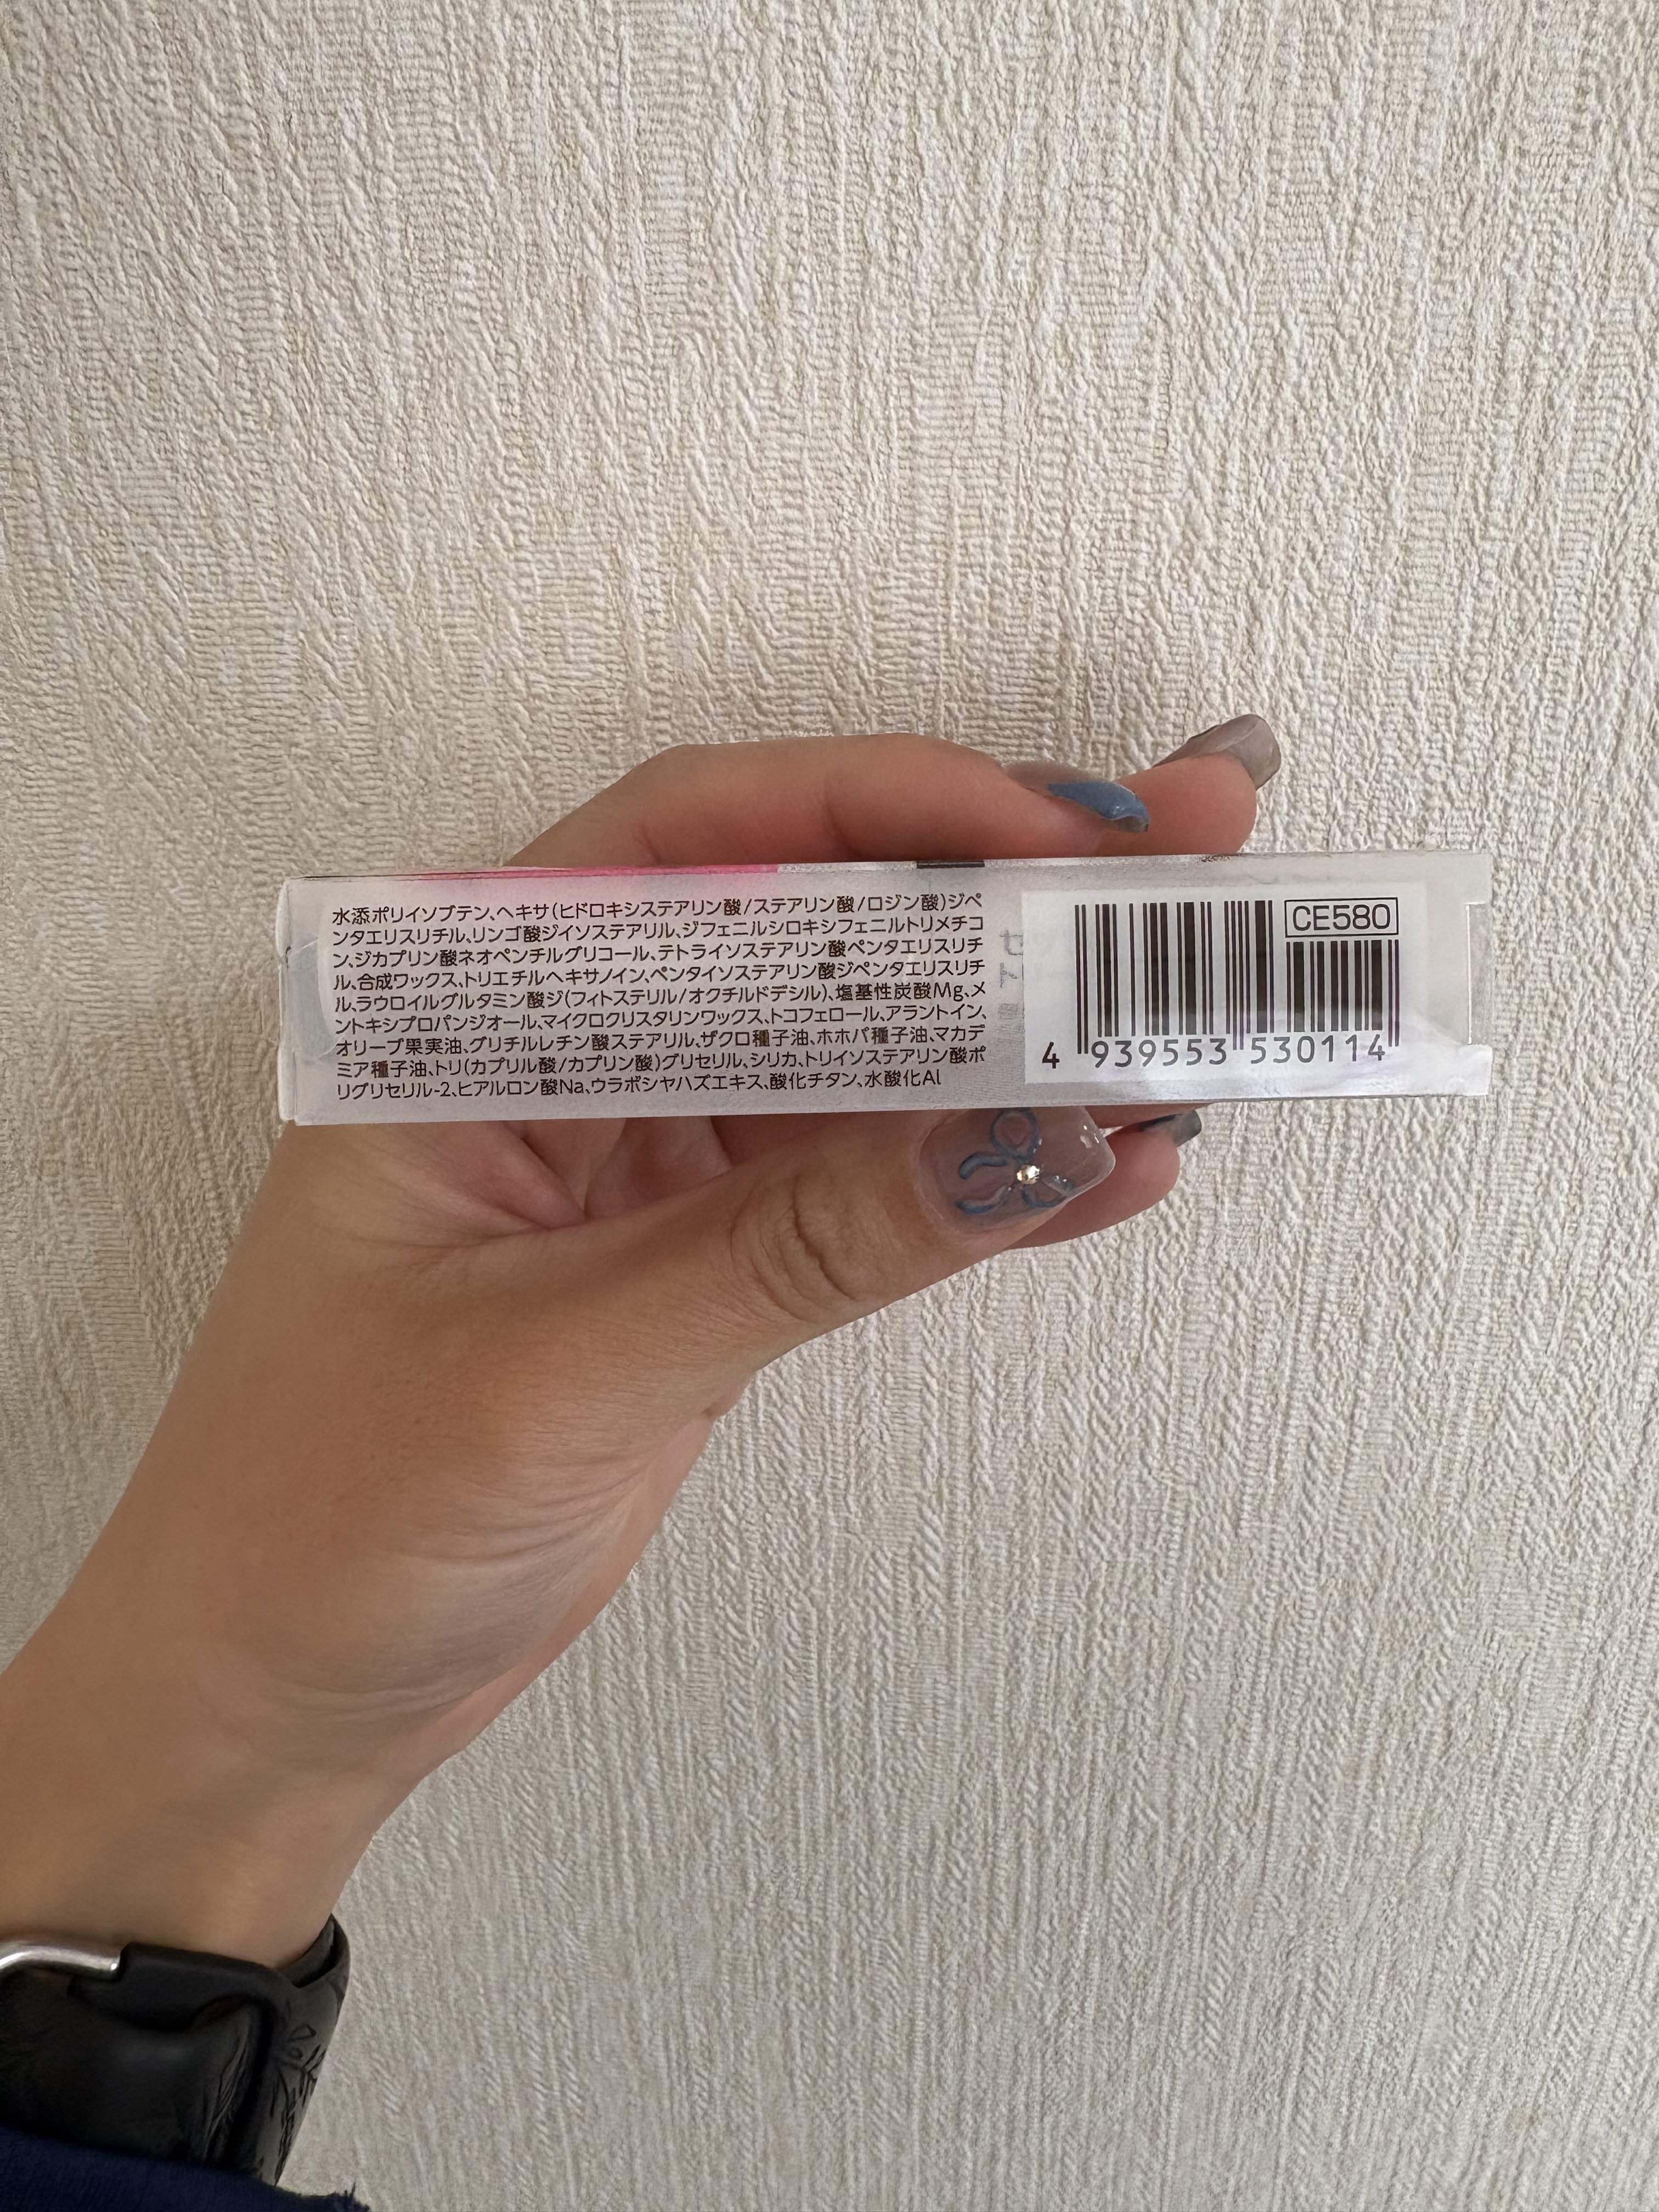 水添ポリイソブテン、ヘキサ(ヒドロキシステアリン酸/ステアリン酸/ロジン酸)ジペ
ンタエリスリチル、リンゴ酸ジイソステアリル、ジフェニルシロキシフェニルトリメチコ
ン、ジカプリン酸ネオペンチルグリコール、テトライソステアリン酸ペンタエリスリチ
ル、合成ワックス、トリエチルヘキサノイン、ペンタイソステアリン酸ジペンタエリスリチ
ル、ラウロイルグルタミン酸ジ(フィトステリル/オクチルドデシル)、塩基性炭酸Mg、メ
ントキシプロパンジオール、マイクロクリスタリンワックス、トコフェロール、アラントイン、
オリーブ果実油、グリチルレチン酸ステアリル、ザクロ種子油、ホホバ種子油、マカデ
ミア種子油、トリ(カプリル酸/カプリン酸)グリセリル、シリカ、トリイソステアリン酸ポ
リグリセリル-2、ヒアルロン酸Na、ウラボシヤハズエキス、酸化チタン、水酸化Al
CE580
4 939553 530114